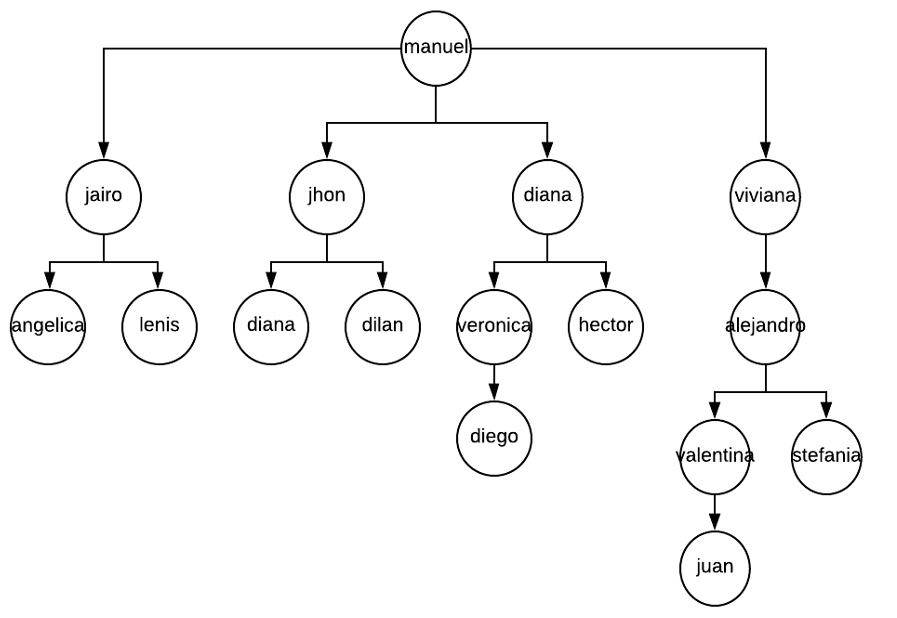 manuel
jairo
jhon
diana
viviana
angelica
lenis
diana
dilan
veronica
hector
alejandro
diego
valentina
stefania
juan